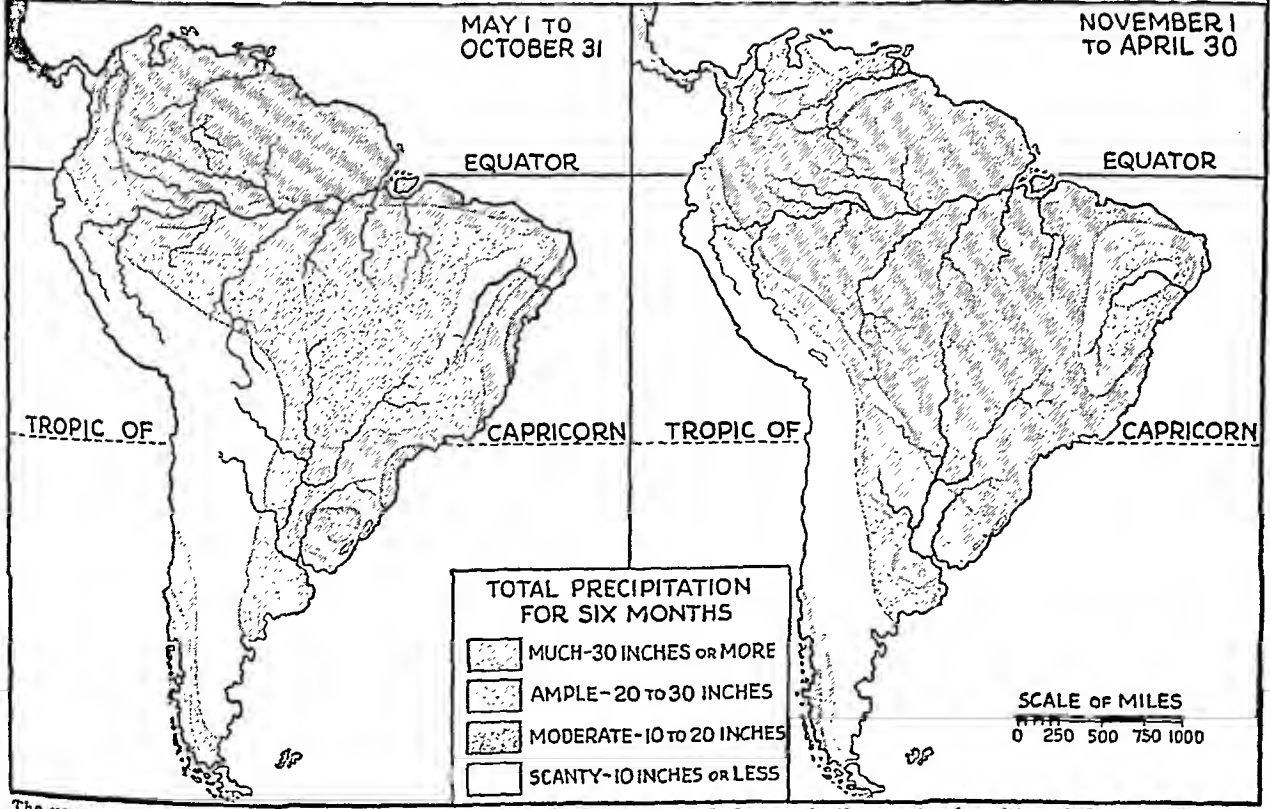 MAY 1 TO
OCTOBER 31
NOVEMBER 1
TO APRIL 30
EQUATOR
EQUATOR
TROPIC OF
CAPRICORN
TROPIC OF
CAPRICORN
TOTAL PRECIPITATION
FOR SIX MONTHS
MUCH-30 INCHES OR MORE
AMPLE-20 TO 30 INCHES
MODERATE-10 TO 20 INCHES
SCANTY-10 INCHES OR LESS
SCALE OF MILES
0 250 500 750 1000
The